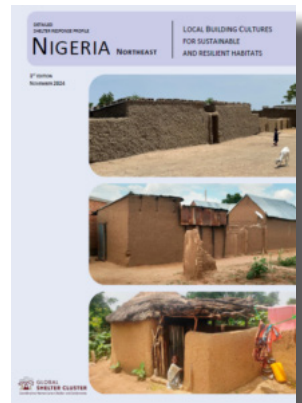 DETAILED
SHELTER RESPONSE PROFILE
NIGERIA NORTHEAST
LOCAL BUILDING CULTURES
FOR SUSTAINABLE
AND RESILIENT HABITATS
EDITION
NOVEMBER 2024
GLOBAL
SHELTER CLUSTER